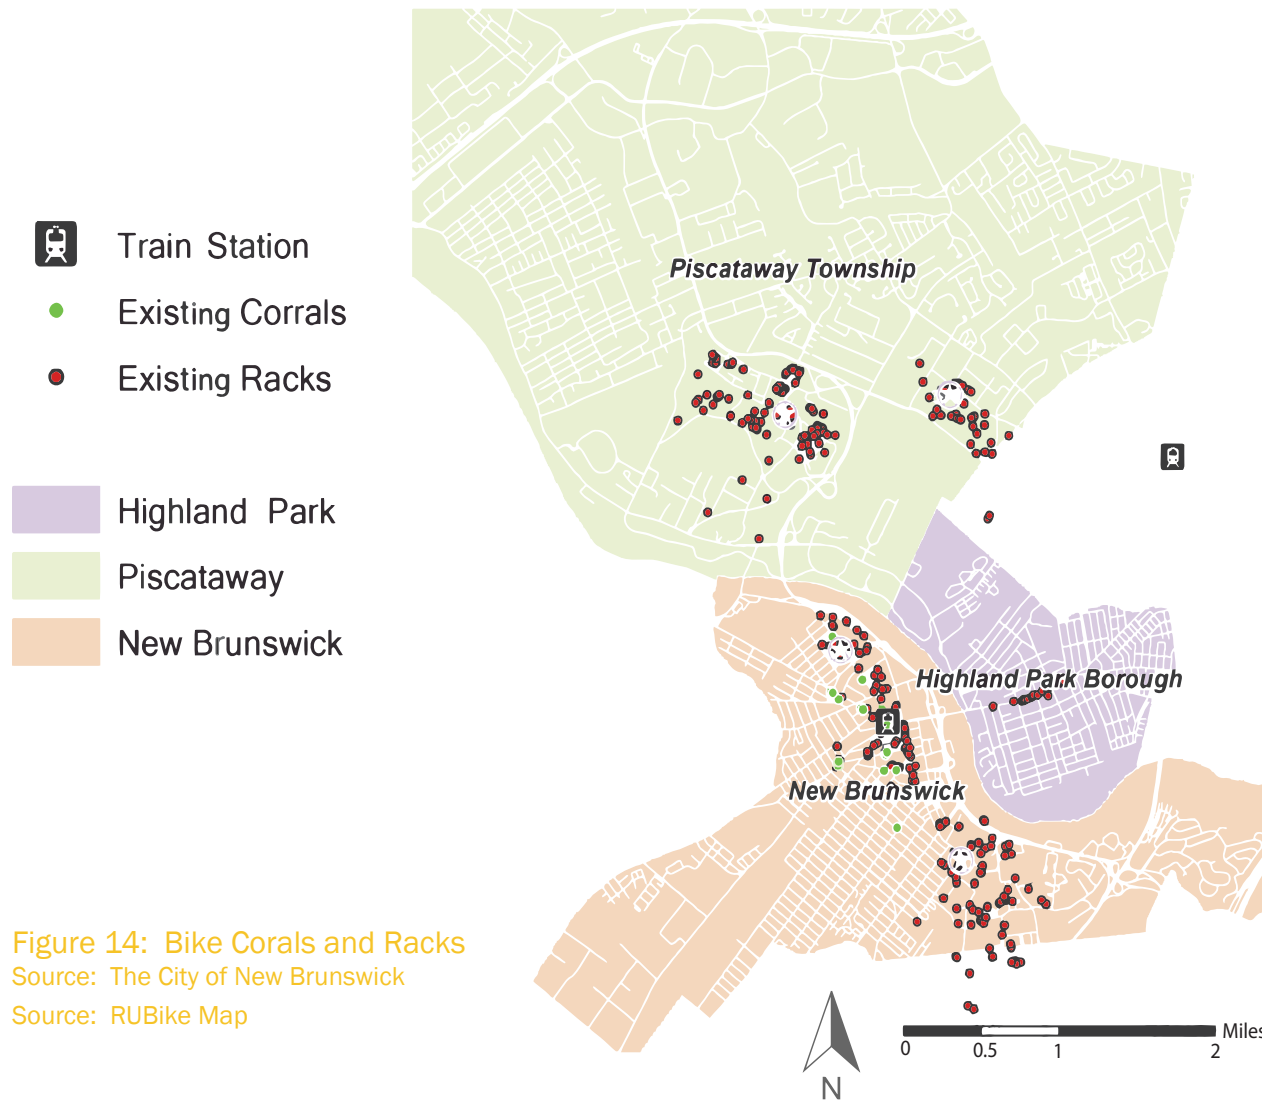 Train Station
Existing Corrals
Existing Racks
Highland Park
Piscataway
New Brunswick
Piscataway Township
Highland Park Borough
New Brunswick
Figure 14: Bike Corals and Racks
Source: The City of New Brunswick
Source: RUBike Map
N
Miles
0 0.5 1 2